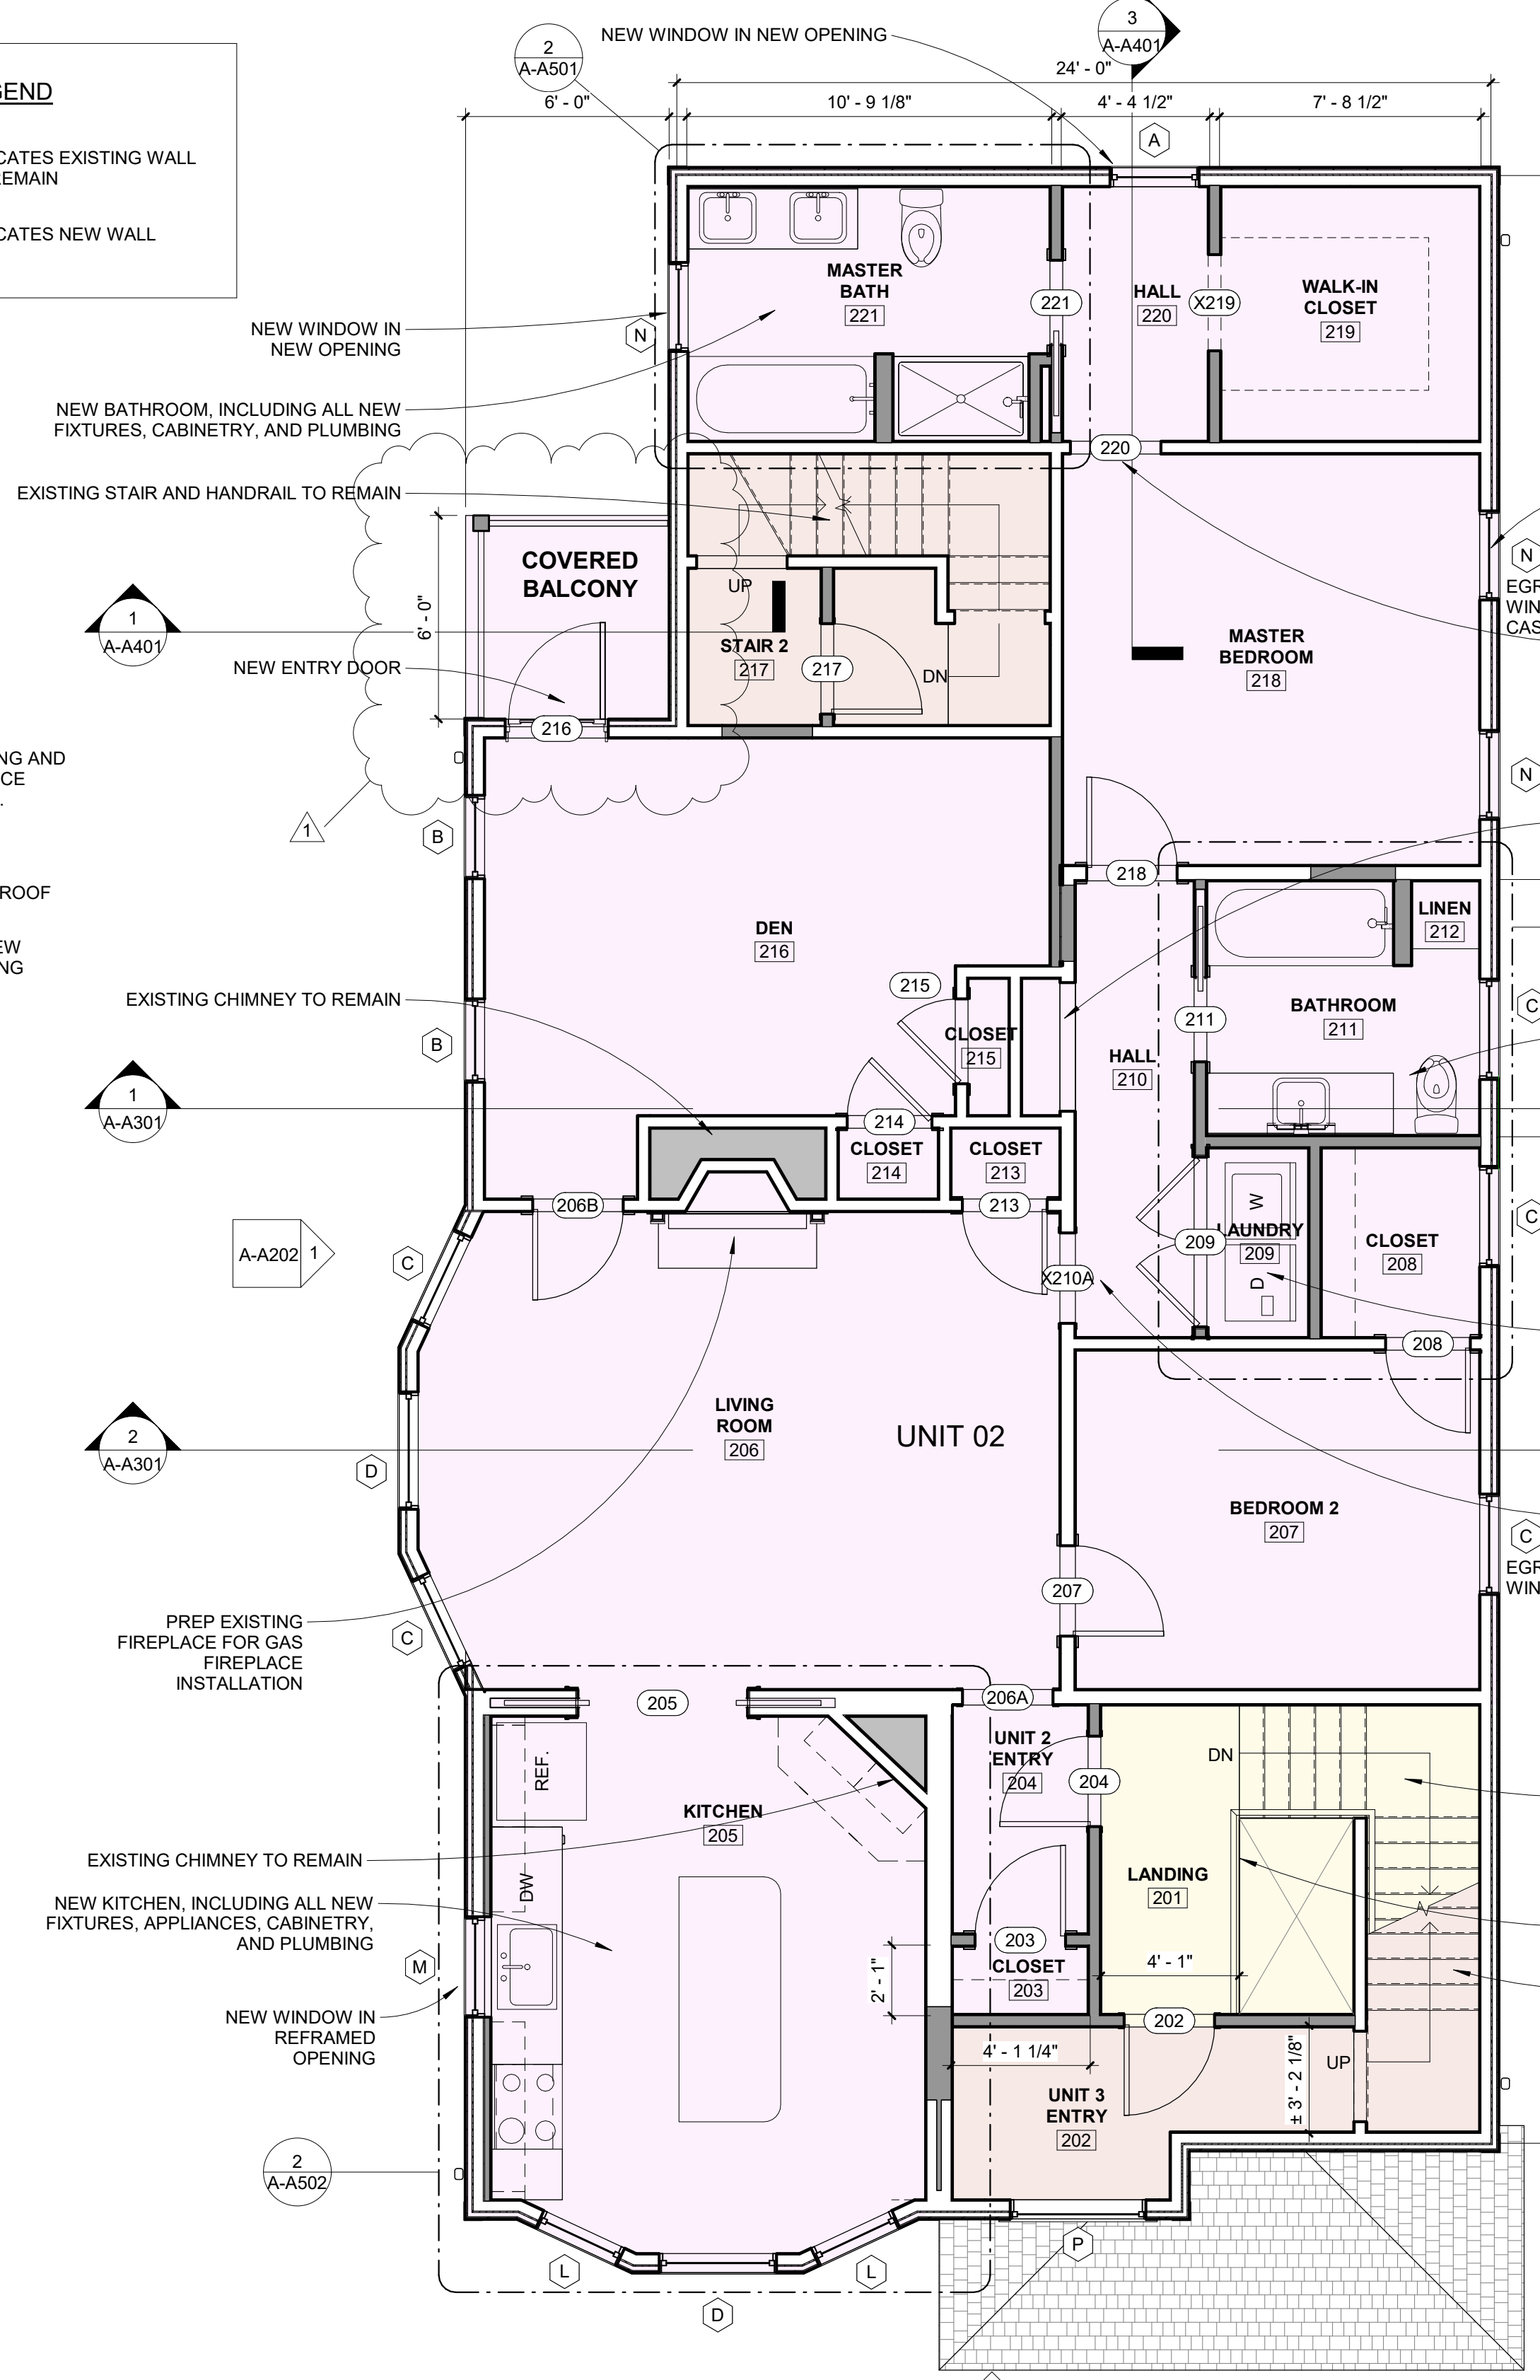 2
A-A501
NEW WINDOW IN NEW OPENING
3
A-A401
24' - 0"
6' - 0"
10' - 9 1/8"
4' - 4 1/2"
7' - 8 1/2"
GEND
CATES EXISTING WALL
REMAIN
CATES NEW WALL
A
MASTER
BATH
221
221
HALL
220
X219
WALK-IN
CLOSET
219
NEW WINDOW IN
NEW OPENING
N
NEW BATHROOM, INCLUDING ALL NEW
FIXTURES, CABINETRY, AND PLUMBING
220
EXISTING STAIR AND HANDRAIL TO REMAIN
COVERED
BALCONY
UP
6' - 0"
1
A-A401
STAIR 2
217
217
DN
MASTER
BEDROOM
218
N
EGR
WIN
CAS
NEW ENTRY DOOR
216
NG AND
CE
.
N
1
B
218
ROOF
EW
NG
DEN
216
LINEN
212
215
EXISTING CHIMNEY TO REMAIN
BATHROOM
211
211
C
B
CLOSET
215
HALL
210
1
A-A301
214
CLOSET
214
CLOSET
213
206B
213
W
LAUNDRY
209
209
D
CLOSET
208
C
A-A202
1
C
X210A
208
LIVING
ROOM
206
UNIT 02
2
A-A301
D
BEDROOM 2
207
C
EGR
WIN
207
PREP EXISTING
FIREPLACE FOR GAS
FIREPLACE
INSTALLATION
C
205
206A
REF.
UNIT 2
ENTRY
204
204
DN
KITCHEN
205
EXISTING CHIMNEY TO REMAIN
DW
LANDING
201
NEW KITCHEN, INCLUDING ALL NEW
FIXTURES, APPLIANCES, CABINETRY,
AND PLUMBING
203
CLOSET
203
M
2' - 1"
4' - 1"
NEW WINDOW IN
REFRAMED
OPENING
202
4' - 1 1/4"
± 3' - 2 1/8"
UP
UNIT 3
ENTRY
202
2
A-A502
P
L
L
D